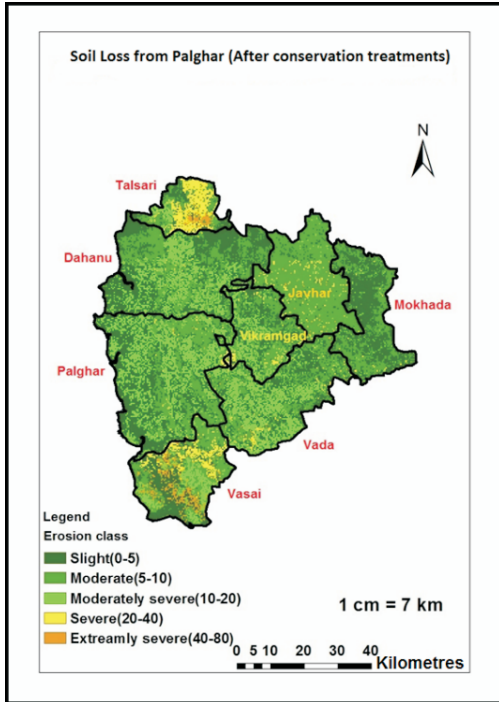 Soil Loss from Palghar (After conservation treatments)
N
Talsari
Dahanu
Javhar
Mokhada
Vikramgad
Palghar
Vada
Vasai
Legend
Erosion class
Slight(0-5)
Moderate(5-10)
Moderately severe(10-20)
Severe(20-40)
Extreamly severe(40-80)
1 cm = 7 km
0 5 10 20 30 40 Kilometres